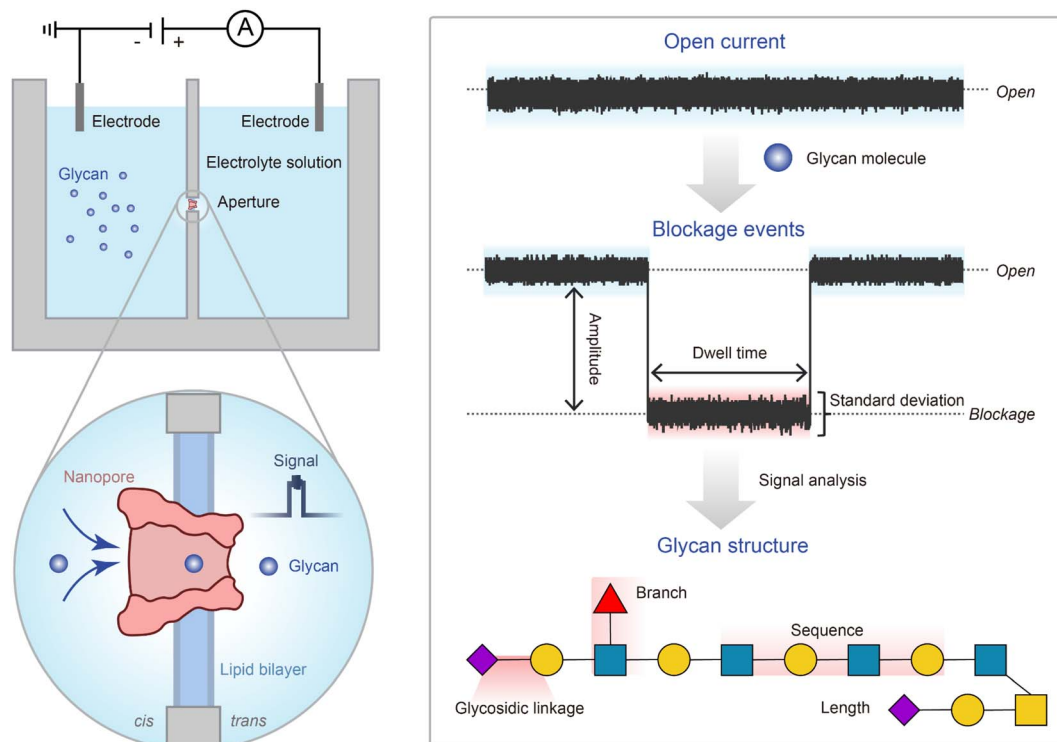 - +
A
Electrode
Electrode
Glycan
Electrolyte solution
Aperture
Nanopore
Signal
Glycan
Lipid bilayer
cis
trans
Open current
Open
Glycan molecule
Blockage events
Open
Amplitude
Dwell time
Standard deviation
Blockage
Signal analysis
Glycan structure
Branch
Sequence
Glycosidic linkage
Length